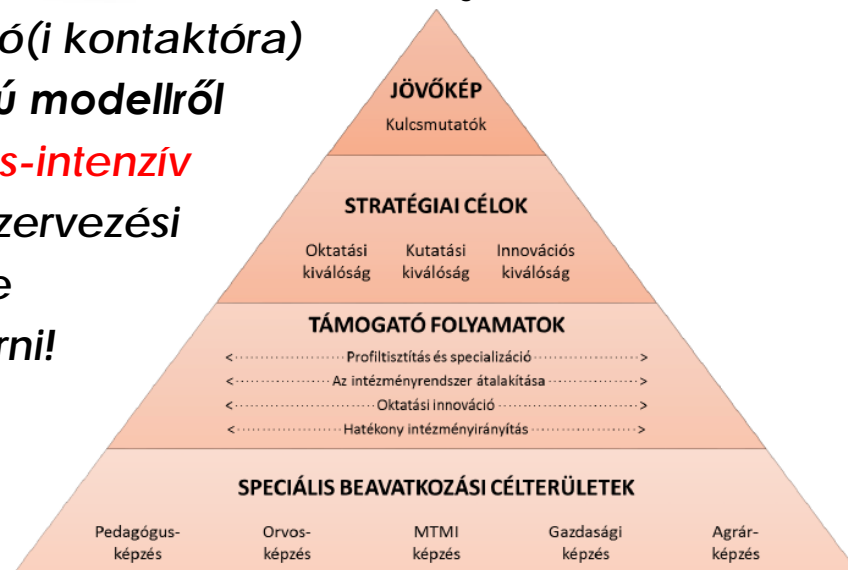 ó(i kontaktóra)
ú modellről
s-intenzív
zervezési
e
rni!
JÖVŐKÉP
Kulcsmutatók
STRATÉGIAI CÉLOK
Oktatási Kutatási Innovációs
kiválóság kiválóság kiválóság
TÁMOGATÓ FOLYAMATOK
<····················· Profiltisztítás és specializáció ·····················>
<·················· Az intézményrendszer átalakítása ··················>
<··························· Oktatási innováció ···························>
<····················· Hatékony intézményirányítás ·····················>
SPECIÁLIS BEAVATKOZÁSI CÉLTERÜLETEK
Pedagógus- Orvos- MTMI Gazdasági Agrár-
képzés képzés képzés képzés képzés